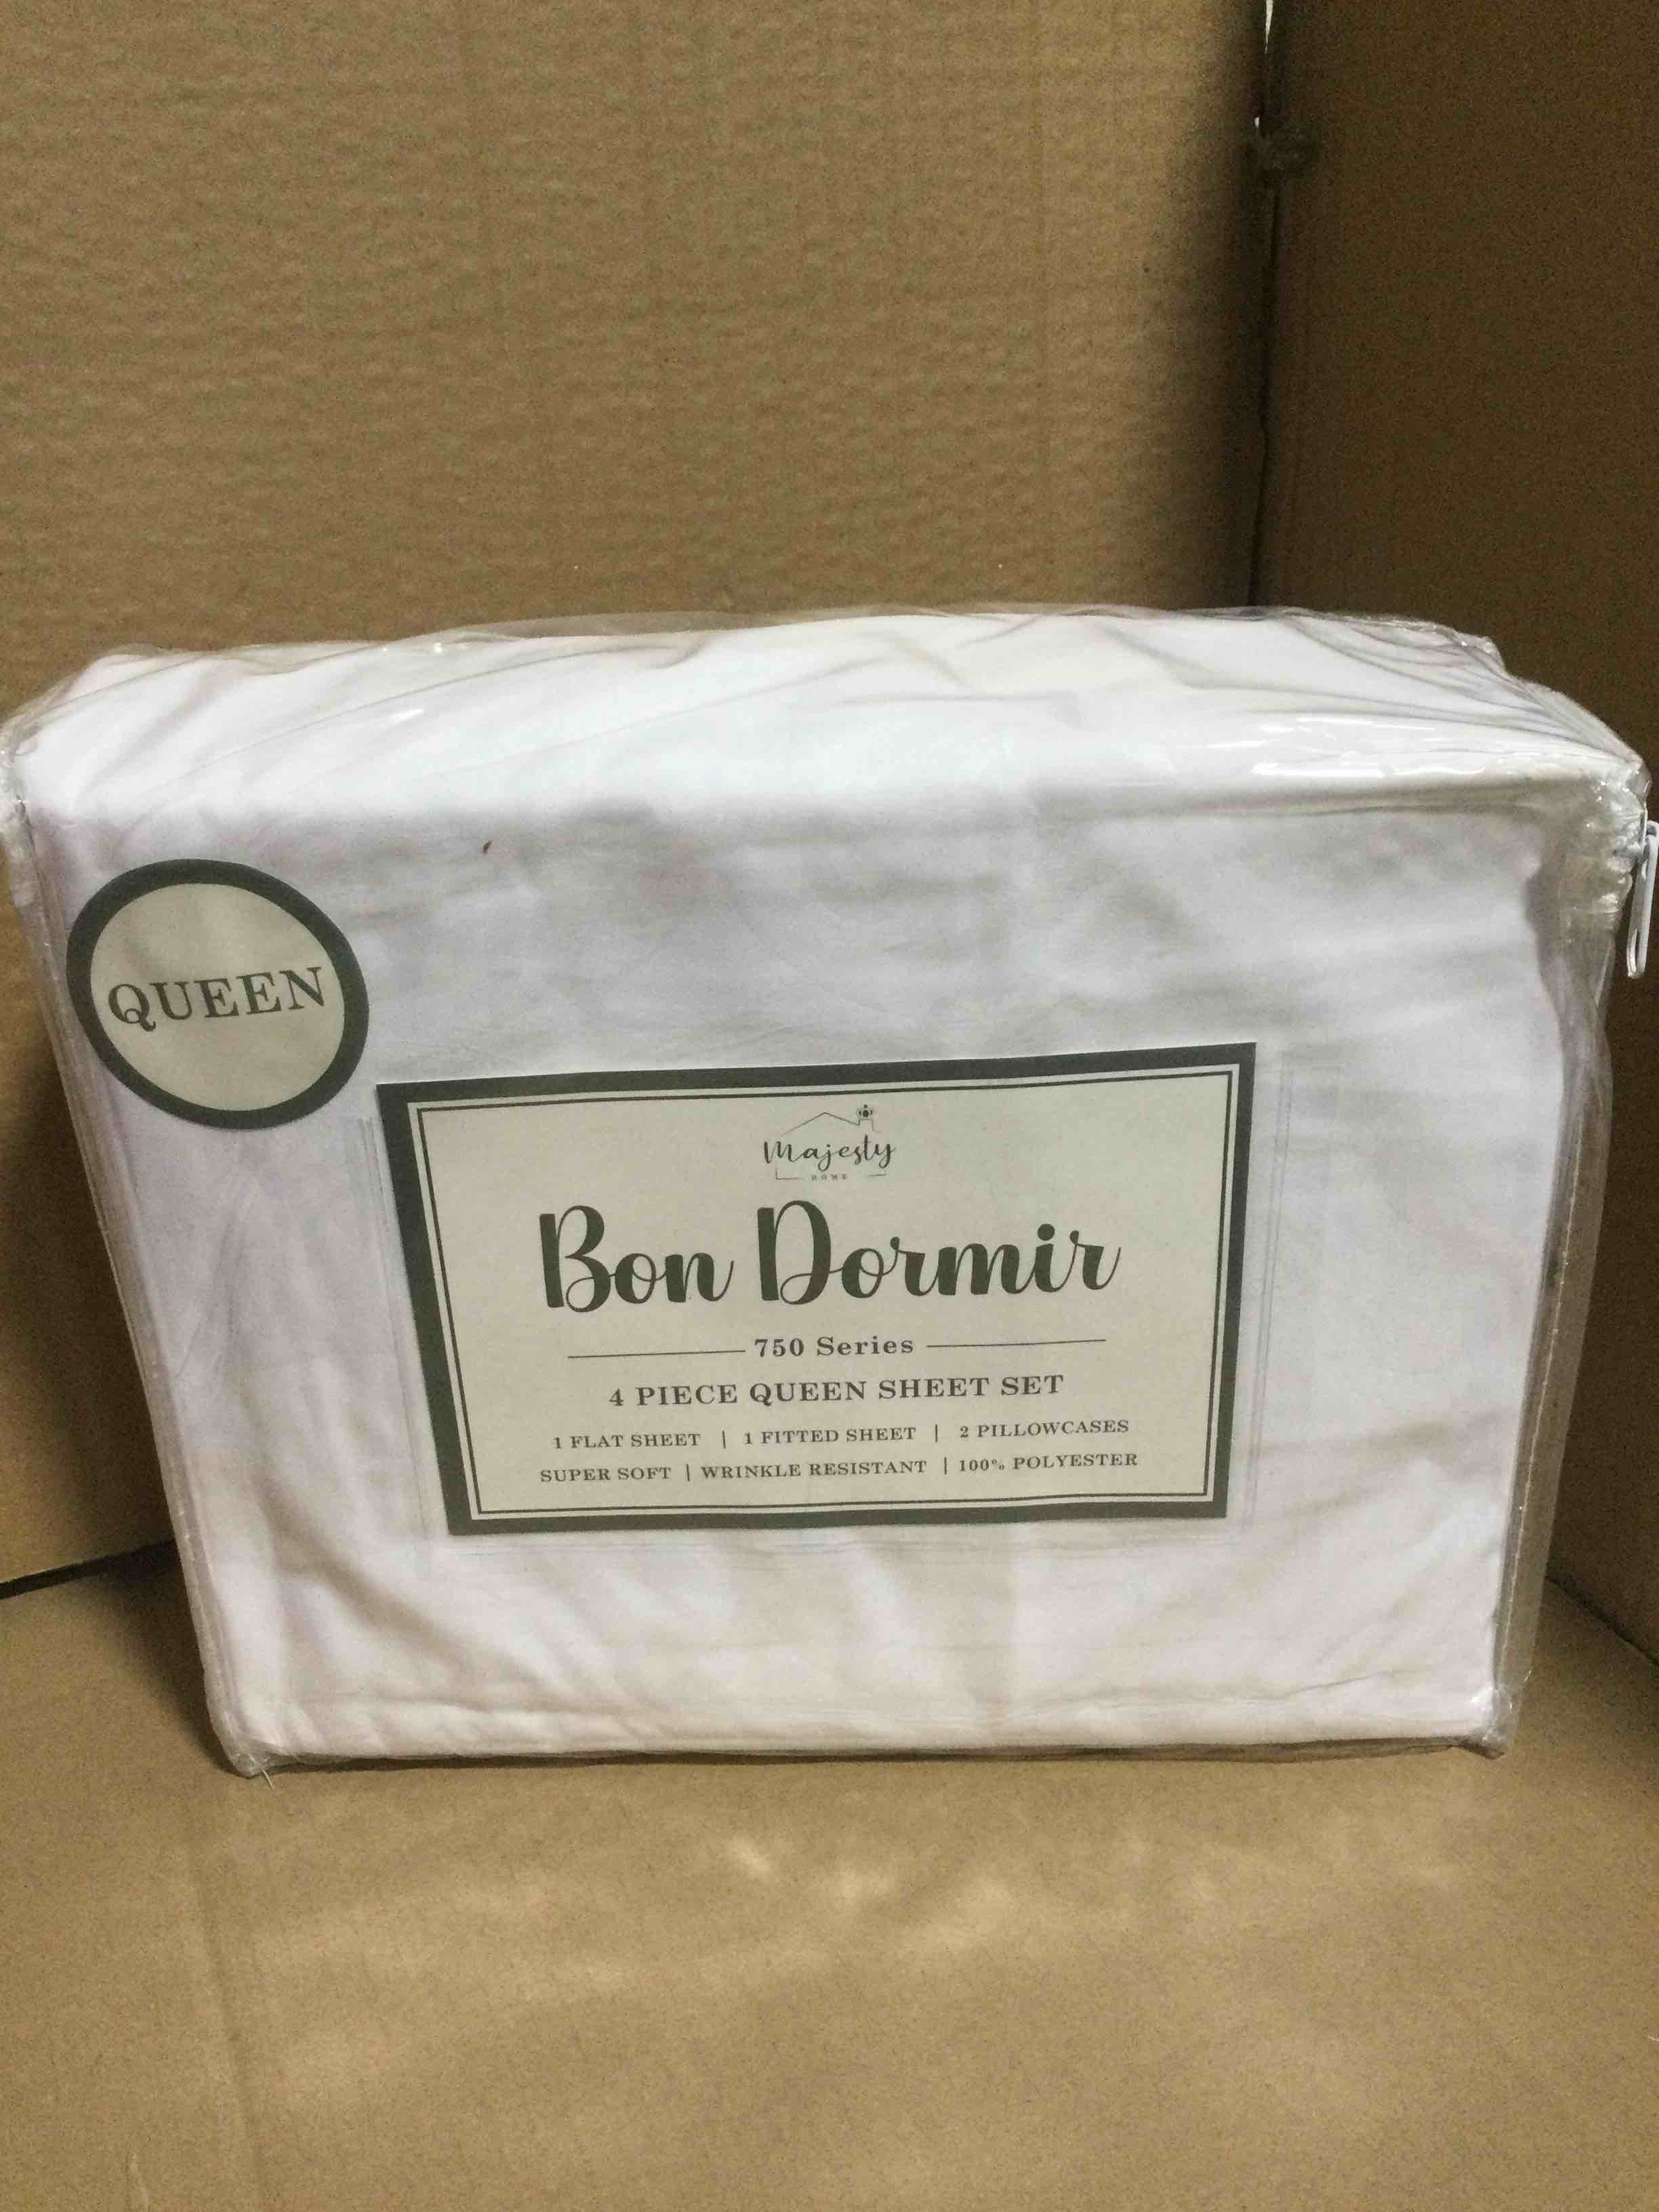 QUEEN
Majesty
HOME
Bon Dormir
750 Series
4 PIECE QUEEN SHEET SET
1 FLAT SHEET | 1 FITTED SHEET | 2 PILLOWCASES
SUPER SOFT | WRINKLE RESISTANT | 100% POLYESTER